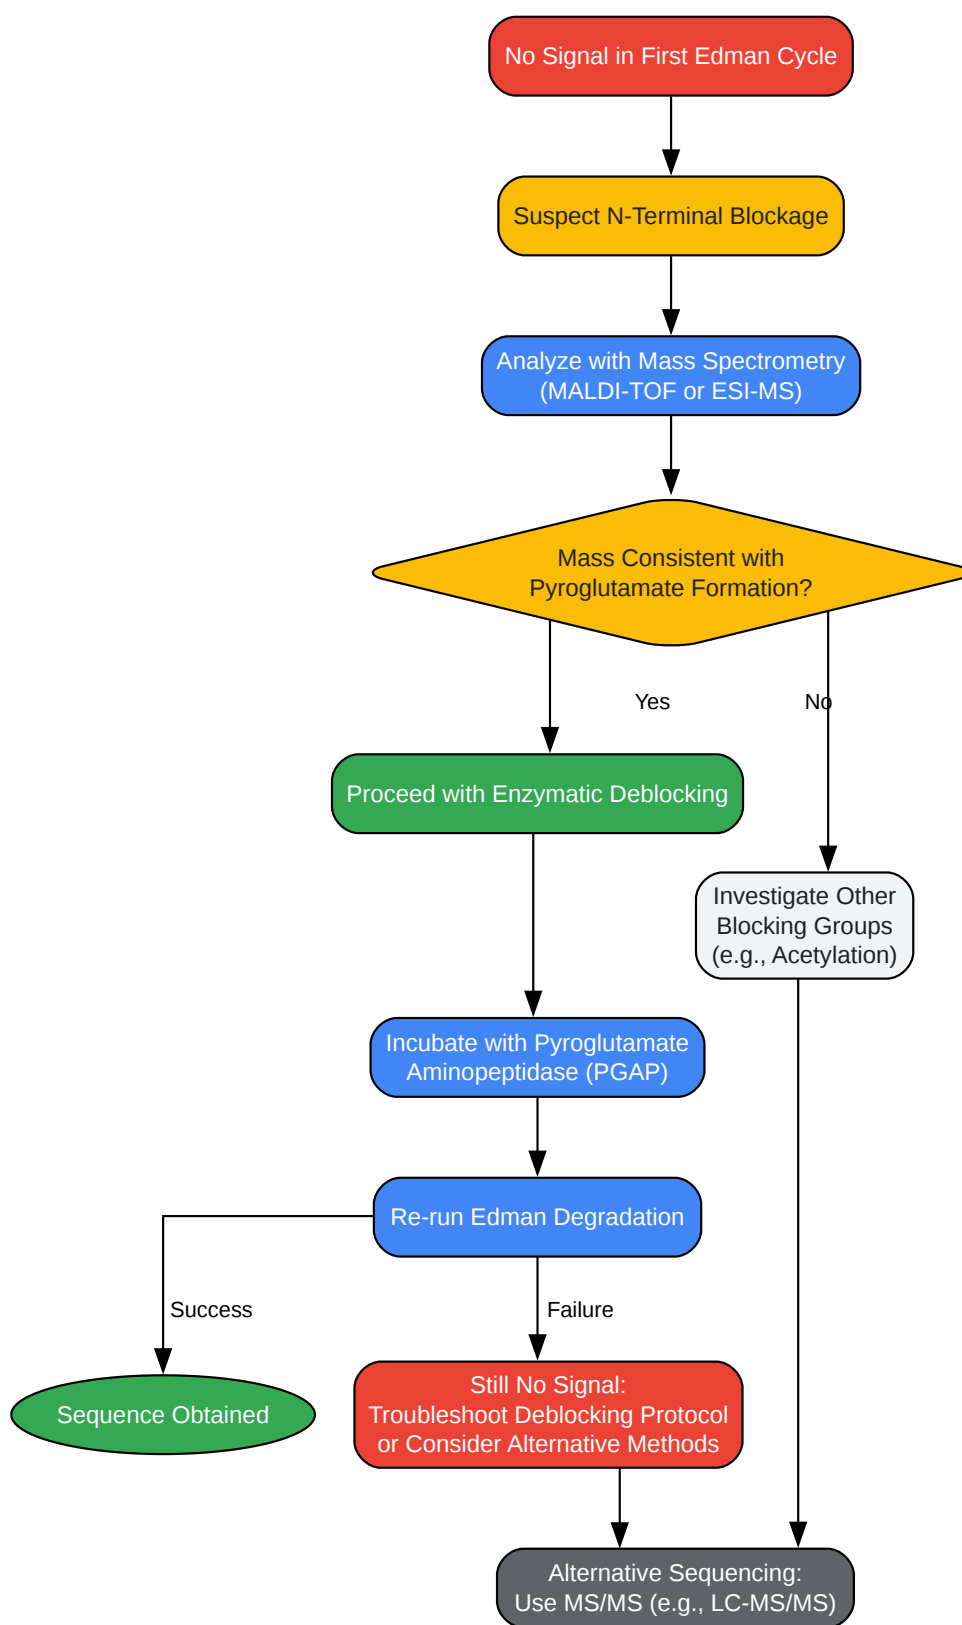 No Signal in First Edman Cycle
Suspect N-Terminal Blockage
Analyze with Mass Spectrometry
(MALDI-TOF or ESI-MS)
Mass Consistent with
Pyroglutamate Formation?
Yes
No
Proceed with Enzymatic Deblocking
Investigate Other
Blocking Groups
(e.g., Acetylation)
Incubate with Pyroglutamate
Aminopeptidase (PGAP)
Re-run Edman Degradation
Success
Failure
Sequence Obtained
Still No Signal:
Troubleshoot Deblocking Protocol
or Consider Alternative Methods
Alternative Sequencing:
Use MS/MS (e.g., LC-MS/MS)